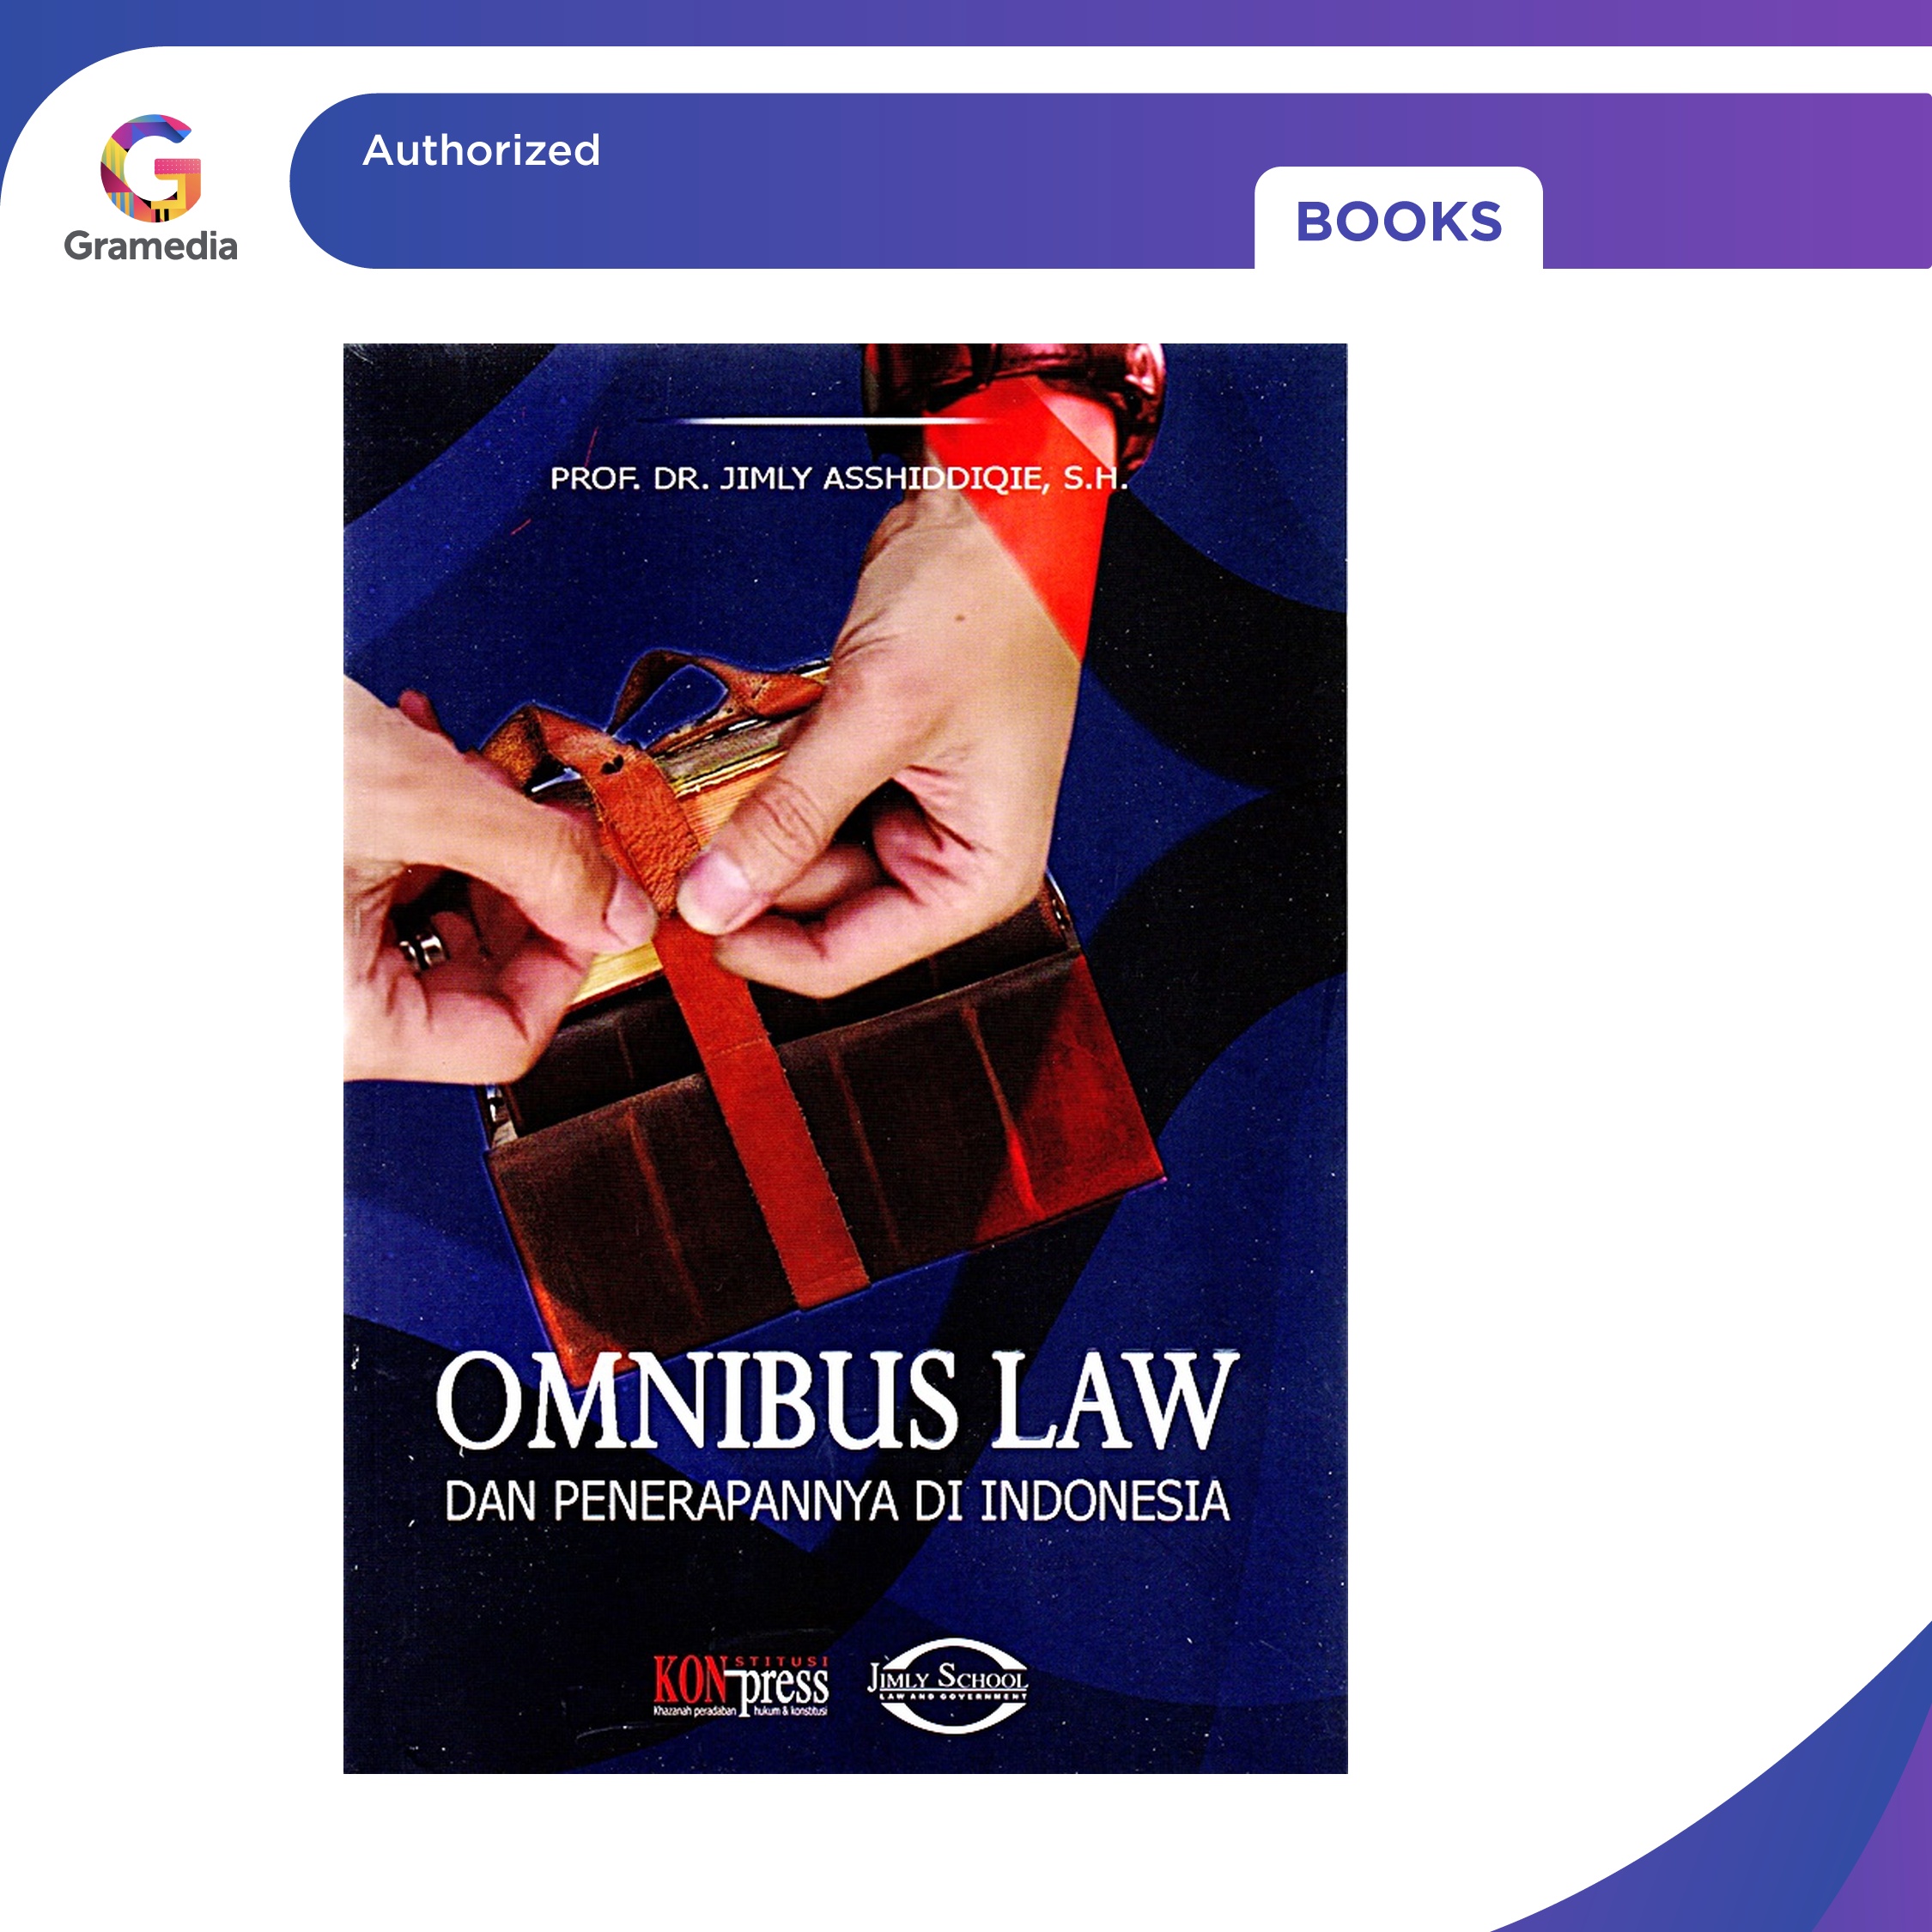 Gramedia
Authorized
BOOKS
PROF. DR. JIMLY ASSHIDDIQIE, S.H.
OMNIBUS LAW
DAN PENERAPANNYA DI INDONESIA
KONSTITUSI
press
Khazanah peradaban hukum & konstitusi
JIMLY SCHOOL
LAW AND GOVERNMENT